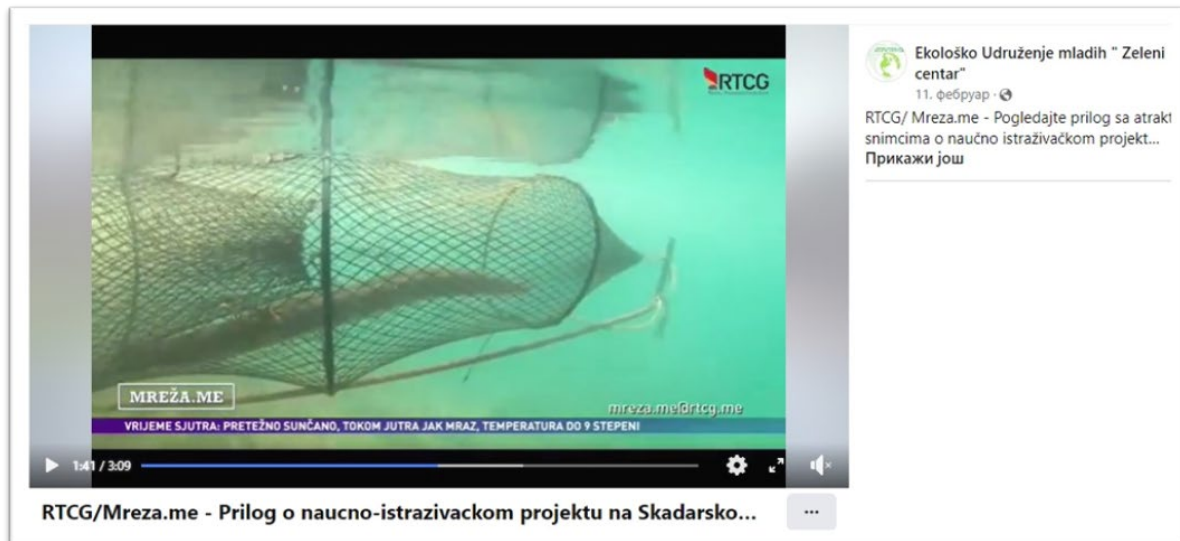 RTCG
MREŽA.ME
mreza.me@rtcg.me
VRIJEME SJUTRA: PRETEŽNO SUNČANO, TOKOM JUTRA JAK MRAZ, TEMPERATURA DO 9 STEPENI
1:41 / 3:09
RTCG/Mreza.me - Prilog o naucno-istrazivackom projektu na Skadarsko...
Ekološko Udruženje mladih " Zeleni
centar"
11. фебруар ·
RTCG/ Mreza.me - Pogledajte prilog sa atrakt
snimcima o naučno istraživačkom projekt...
Прикажи још